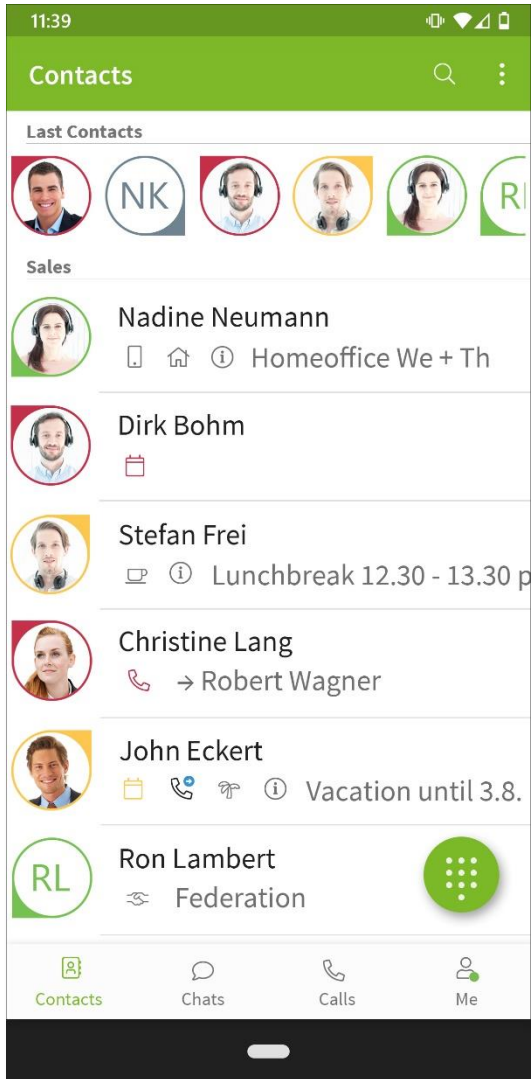 11:39
Contacts
Last Contacts
NK
Sales
Nadine Neumann
Homeoffice We + Th
Dirk Bohm
Stefan Frei
Lunchbreak 12.30 - 13.30 p
Christine Lang
→ Robert Wagner
John Eckert
Vacation until 3.8.
RL
Ron Lambert
Federation
Contacts
Chats
Calls
Me